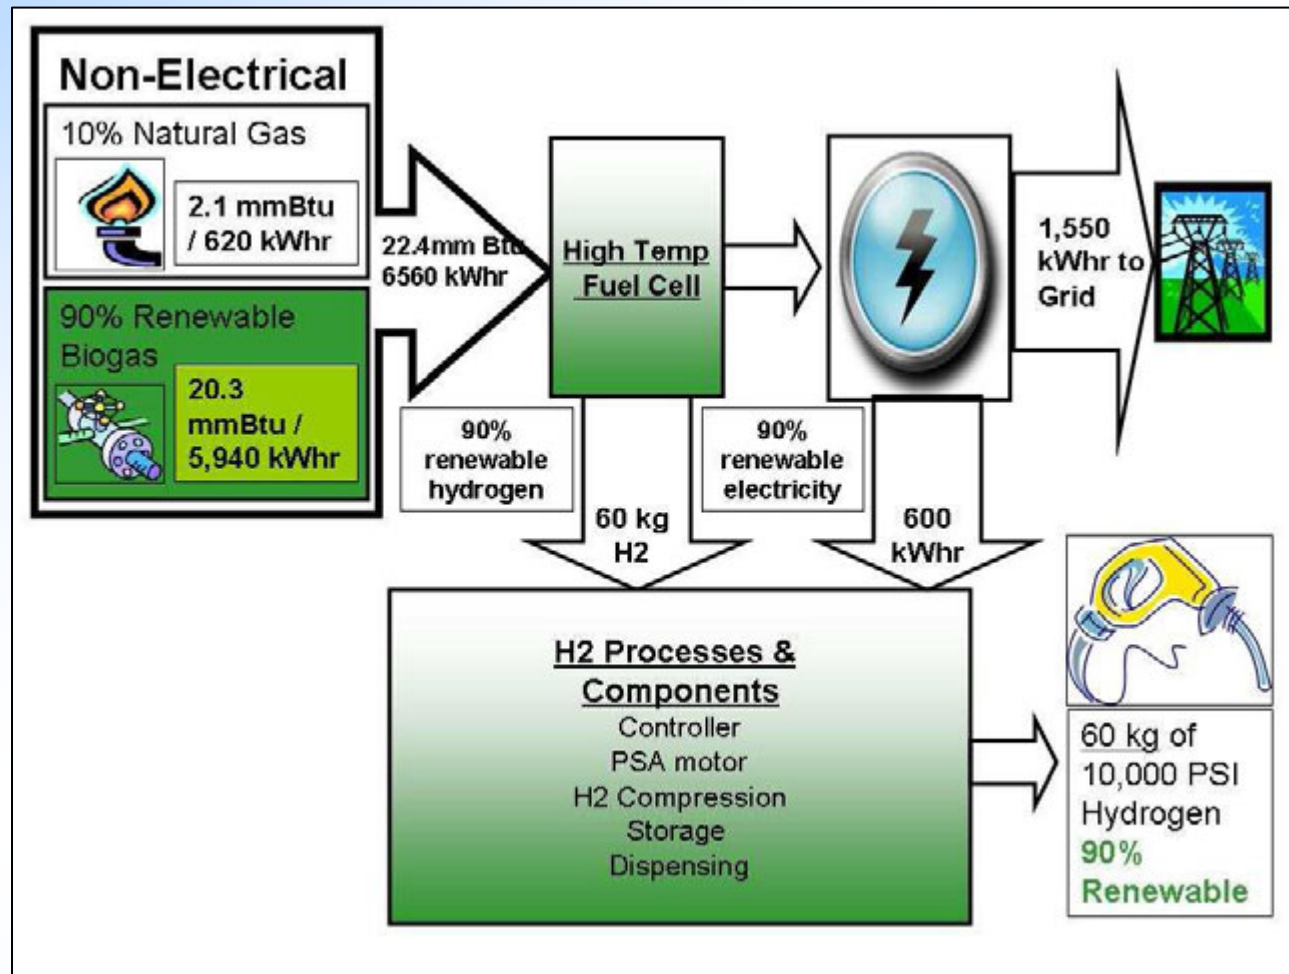 Non-Electrical
10% Natural Gas
2.1 mmBtu
/ 620 kWhr
90% Renewable
Biogas
20.3
mmBtu /
5,940 kWhr
22.4mm Btu
6560 kWhr
High Temp
Fuel Cell
1,550
kWhr to
Grid
90%
renewable
hydrogen
60 kg
H2
90%
renewable
electricity
600
kWhr
H2 Processes &
Components
Controller
PSA motor
H2 Compression
Storage
Dispensing
60 kg of
10,000 PSI
Hydrogen
90%
Renewable